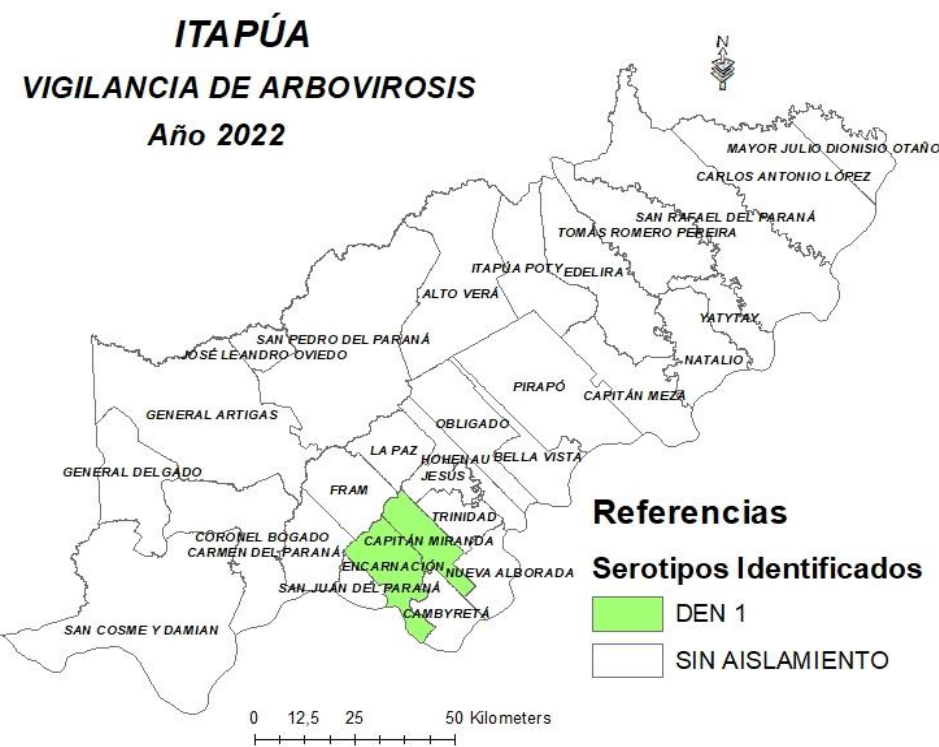 ITAPÚA
VIGILANCIA DE ARBOVIROSIS
Año 2022
N
MAYOR JULIO DIONISIO OTAÑO
CARLOS ANTONIO LÓPEZ
SAN RAFAEL DEL PARANÁ
TOMÁS ROMERO PEREIRA
ITAPÚA POTY
EDELIRA
ALTO VERÁ
YATYTAY
SAN PEDRO DEL PARANÁ
JOSÉ LEANDRO OVIEDO
NATALIO
PIRAPÓ
CAPITÁN MEZA
GENERAL ARTIGAS
OBLIGADO
LA PAZ
HOHENAU
BELLA VISTA
GENERAL DELGADO
JESÚS
FRAM
TRINIDAD
CORONEL BOGADO
CAPITÁN MIRANDA
CARMEN DEL PARANÁ
ENCARNACIÓN
NUEVA ALBORADA
SAN JUÁN DEL PARANÁ
CAMBYRETÁ
SAN COSME Y DAMIAN
Referencias
Serotipos Identificados
DEN 1
SIN AISLAMIENTO
0 12,5 25 50 Kilometers